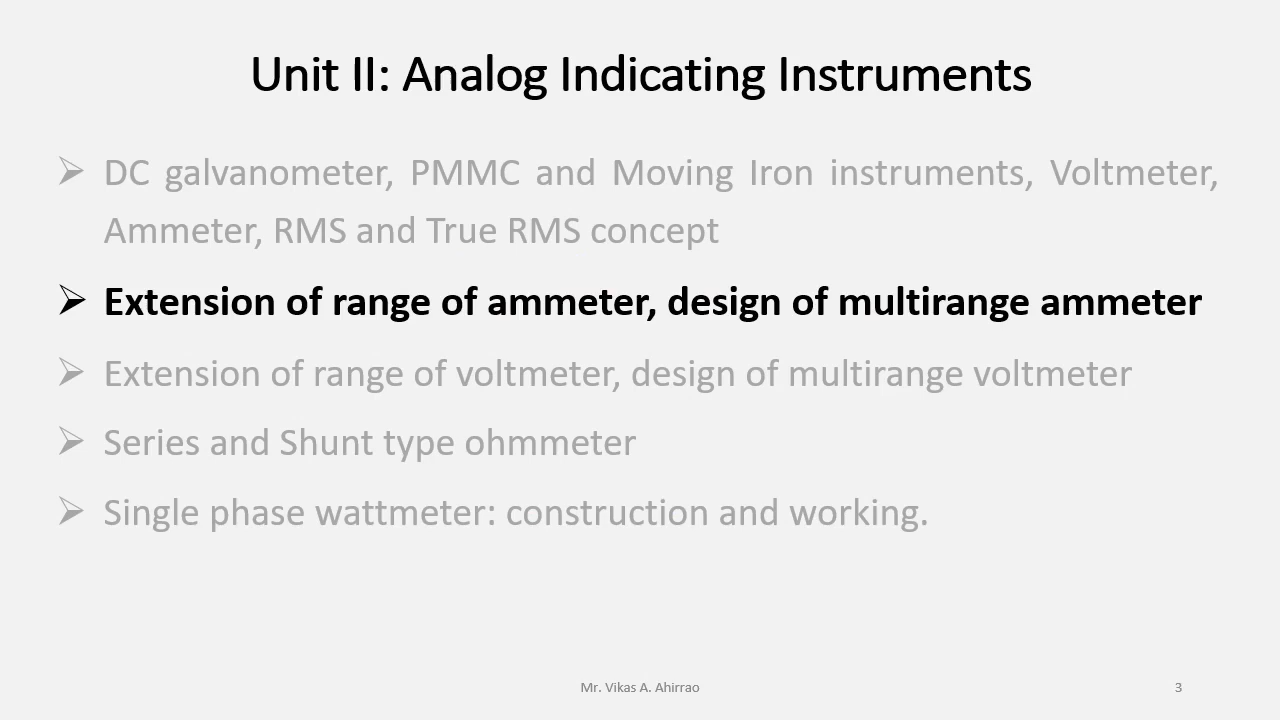 Unit II: Analog Indicating Instruments
➢ DC galvanometer, PMMC and Moving Iron instruments, Voltmeter,
Ammeter, RMS and True RMS concept
➢ Extension of range of ammeter, design of multirange ammeter
➢ Extension of range of voltmeter, design of multirange voltmeter
➢ Series and Shunt type ohmmeter
➢ Single phase wattmeter: construction and working.
Mr. Vikas A. Ahirrao
3